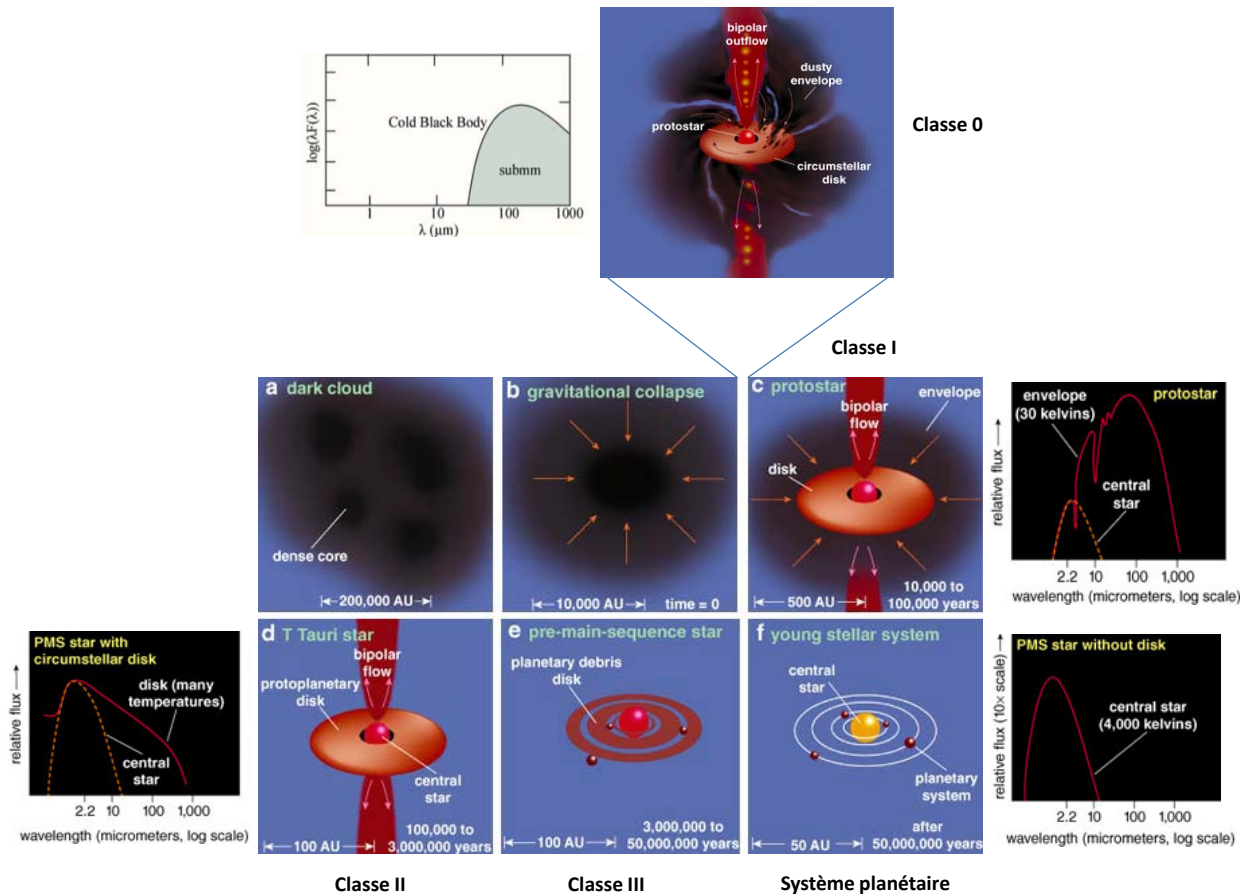 log(λF(λ))
Cold Black Body
submm
1
10
100
1000
λ (μm)
bipolar
outflow
dusty
envelope
protostar
circumstellar
disk
Classe 0
Classe I
a dark cloud
dense core
200,000 AU
b gravitational collapse
10,000 AU
time = 0
c protostar
bipolar
flow
envelope
disk
500 AU
10,000 to
100,000 years
relative flux
envelope
(30 kelvins)
protostar
central
star
2.2
10
100
1,000
wavelength (micrometers, log scale)
relative flux
PMS star with
circumstellar disk
disk (many
temperatures)
central
star
2.2
10
100
1,000
wavelength (micrometers, log scale)
d T Tauri star
bipolar
flow
protoplanetary
disk
central
star
100 AU
100,000 to
3,000,000 years
e pre-main-sequence star
planetary debris
disk
100 AU
3,000,000 to
50,000,000 years
f young stellar system
central
star
planetary
system
50 AU
after
50,000,000 years
relative flux (10× scale)
PMS star without disk
central star
(4,000 kelvins)
2.2
10
100
1,000
wavelength (micrometers, log scale)
Classe II
Classe III
Système planétaire